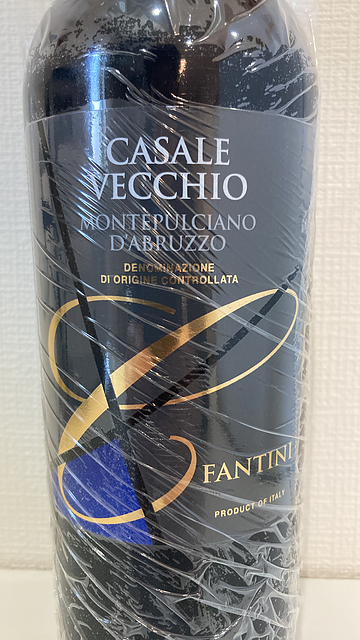 CASALE
VECCHIO
MONTEPULCIANO
D'ABRUZZO
DENOMINAZIONE
DI ORIGINE CONTROLLATA
FANTINI
PRODUCT OF ITALY